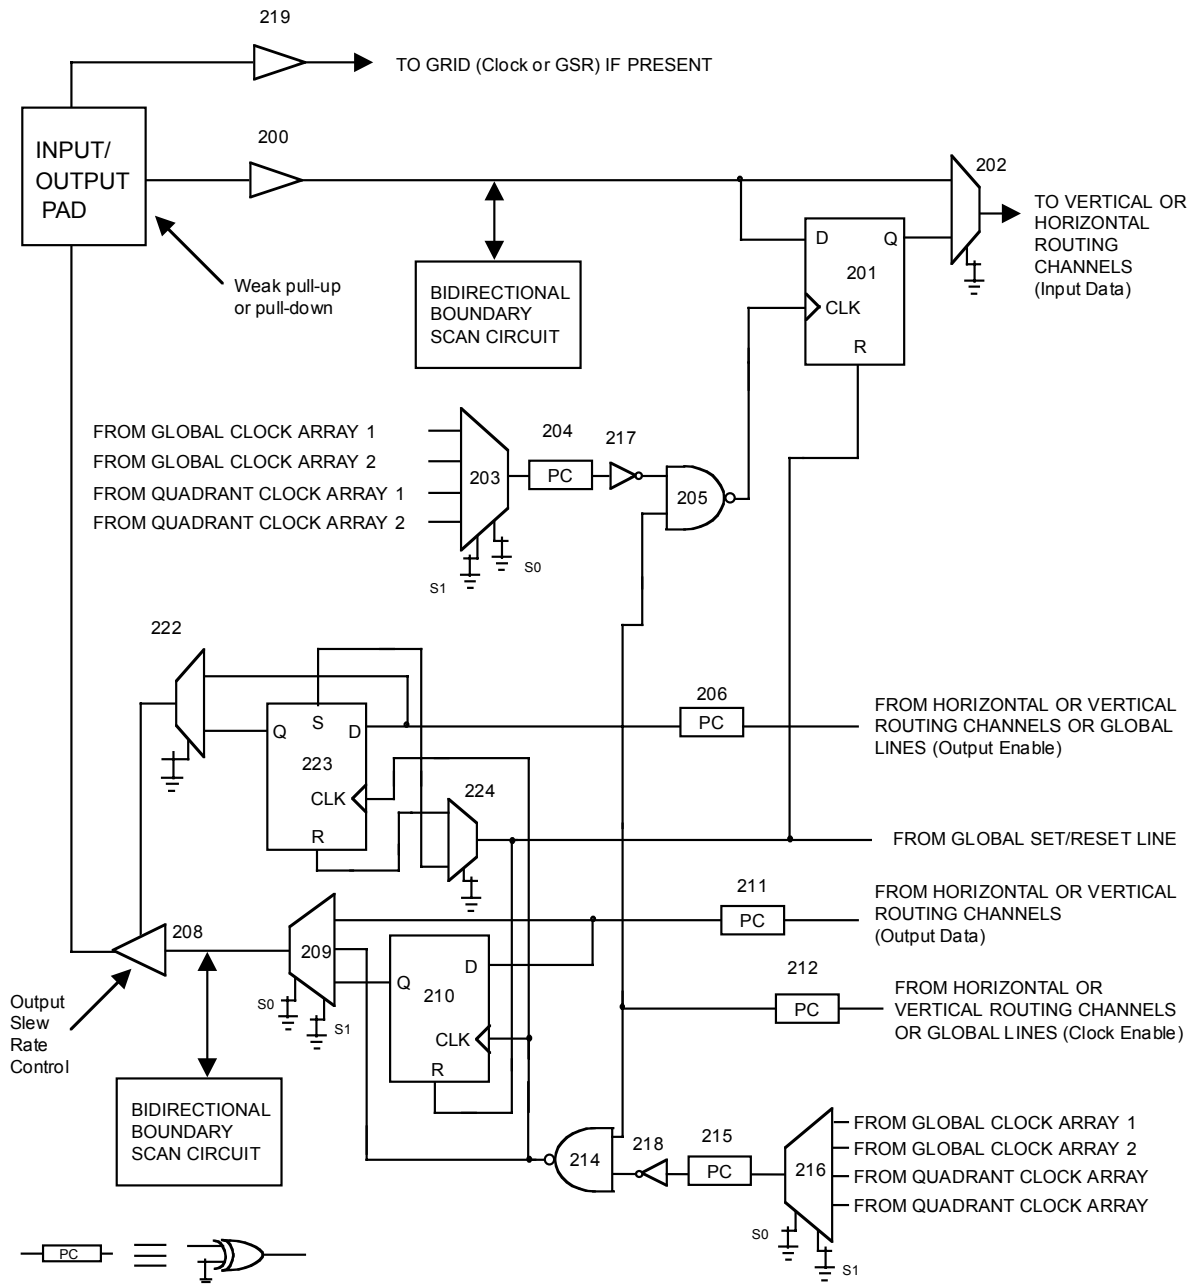 219
TO GRID (Clock or GSR) IF PRESENT
INPUT/
OUTPUT
PAD
200
202
TO VERTICAL OR
HORIZONTAL
ROUTING
CHANNELS
(Input Data)
D
Q
201
CLK
R
Weak pull-up
or pull-down
BIDIRECTIONAL
BOUNDARY
SCAN CIRCUIT
FROM GLOBAL CLOCK ARRAY 1
FROM GLOBAL CLOCK ARRAY 2
FROM QUADRANT CLOCK ARRAY 1
FROM QUADRANT CLOCK ARRAY 2
203
204
PC
217
205
S0
S1
222
S
Q
D
223
CLK
R
206
PC
FROM HORIZONTAL OR VERTICAL
ROUTING CHANNELS OR GLOBAL
LINES (Output Enable)
224
FROM GLOBAL SET/RESET LINE
211
PC
FROM HORIZONTAL OR VERTICAL
ROUTING CHANNELS
(Output Data)
208
209
S0
S1
D
Q
210
CLK
R
212
PC
FROM HORIZONTAL OR
VERTICAL ROUTING CHANNELS
OR GLOBAL LINES (Clock Enable)
Output
Slew
Rate
Control
BIDIRECTIONAL
BOUNDARY
SCAN CIRCUIT
214
218
215
PC
216
FROM GLOBAL CLOCK ARRAY 1
FROM GLOBAL CLOCK ARRAY 2
FROM QUADRANT CLOCK ARRAY
FROM QUADRANT CLOCK ARRAY
S0
S1
PC